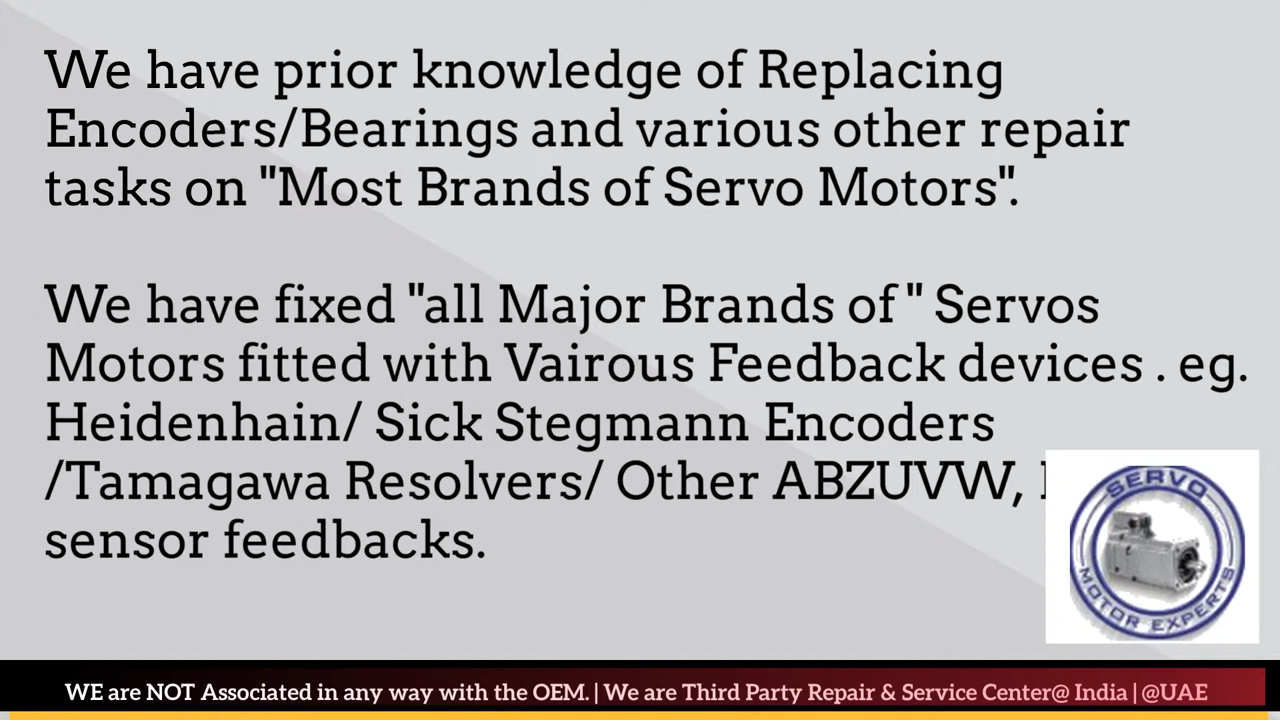 We have prior knowledge of Replacing
Encoders/Bearings and various other repair
tasks on "Most Brands of Servo Motors".
We have fixed "all Major Brands of " Servos
Motors fitted with Vairous Feedback devices . eg.
Heidenhain/ Sick Stegmann Encoders
/Tamagawa Resolvers/ Other ABZUVW,
sensor feedbacks.
SERVO
MOTOR EXPERTS
WE are NOT Associated in any way with the OEM. | We are Third Party Repair & Service Center@ India | @UAE